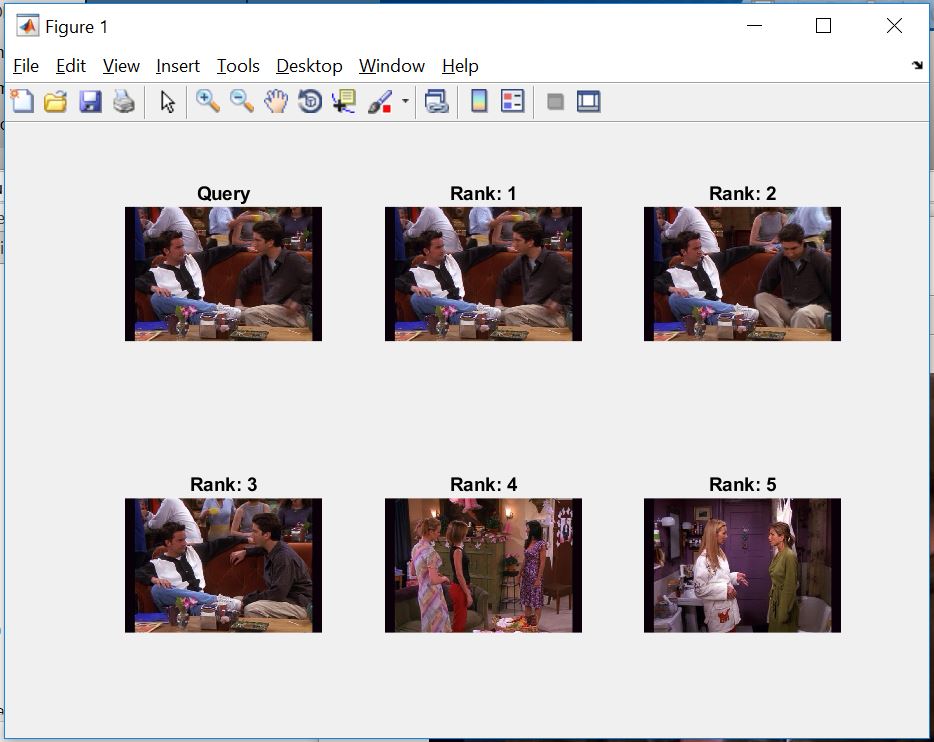 Figure 1
File Edit View Insert Tools Desktop Window Help
Query Rank: 1 Rank: 2
Rank: 3 Rank: 4 Rank: 5